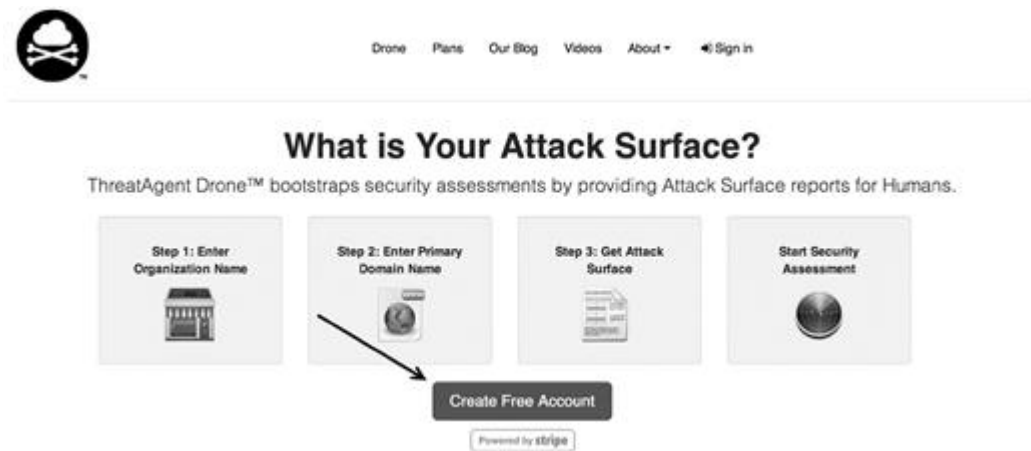 Drone Plans Our Blog Videos About Sign in
TM
What is Your Attack Surface?
ThreatAgent Drone™ bootstraps security assessments by providing Attack Surface reports for Humans.
Step 1: Enter
Organization Name
Step 2: Enter Primary
Domain Name
Step 3: Get Attack
Surface
Start Security
Assessment
Create Free Account
Powered by stripe